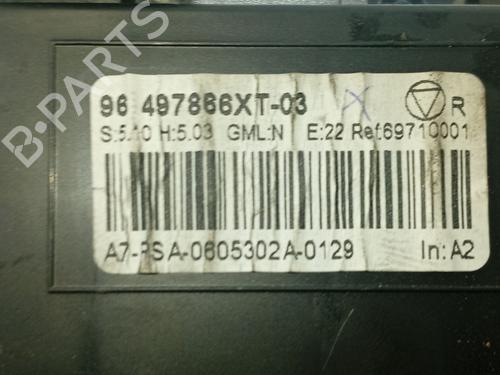 96 497866XT-03 R
S:5.10 H:5.03 GML:N E:22 Ref:69710001
A7-PSA-0605302A-0129 In:A2
B-PARTS